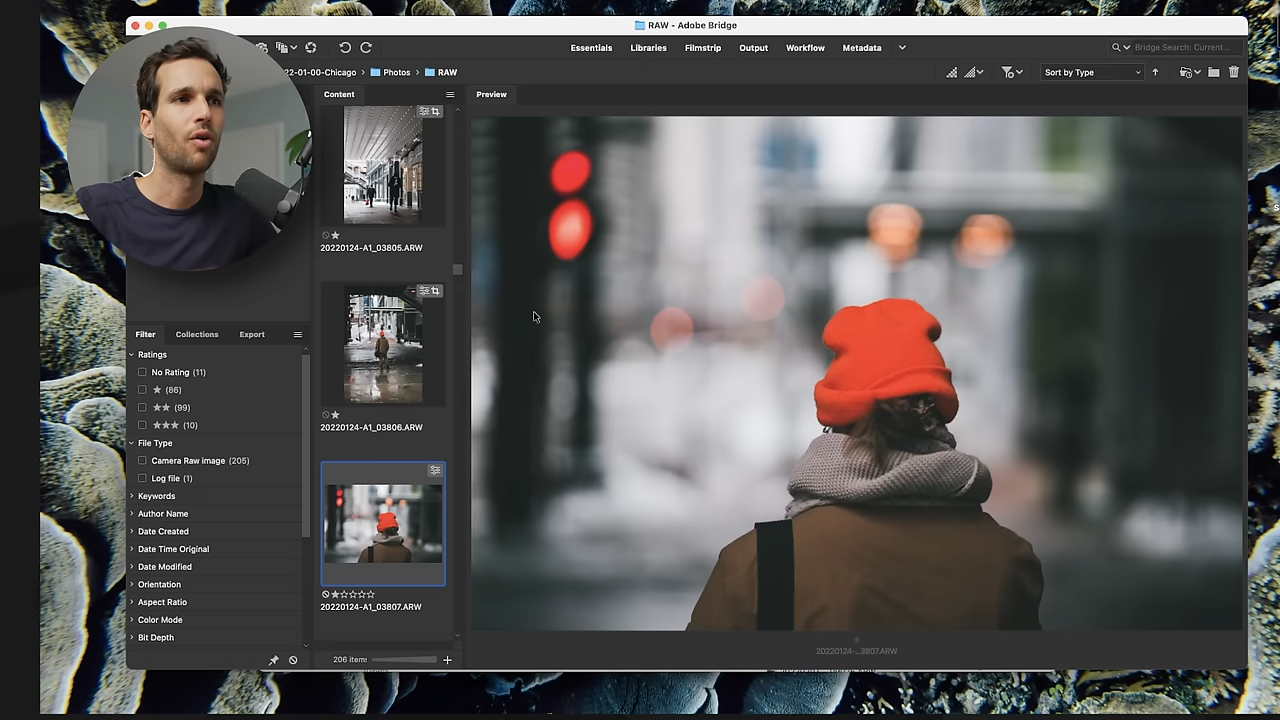 RAW - Adobe Bridge
Essentials
Libraries
Filmstrip
Output
Workflow
Metadata
Bridge Search: Current...
22-01-00-Chicago > Photos > RAW
Sort by Type
Content
Preview
20220124-A1_03805.ARW
20220124-A1_03806.ARW
20220124-A1_03807.ARW
Filter
Collections
Export
Ratings
No Rating (11)
★ (86)
★★ (99)
★★★ (10)
File Type
Camera Raw image (205)
Log file (1)
Keywords
Author Name
Date Created
Date Time Original
Date Modified
Orientation
Aspect Ratio
Color Mode
Bit Depth
206 items
20220124-...3807.ARW